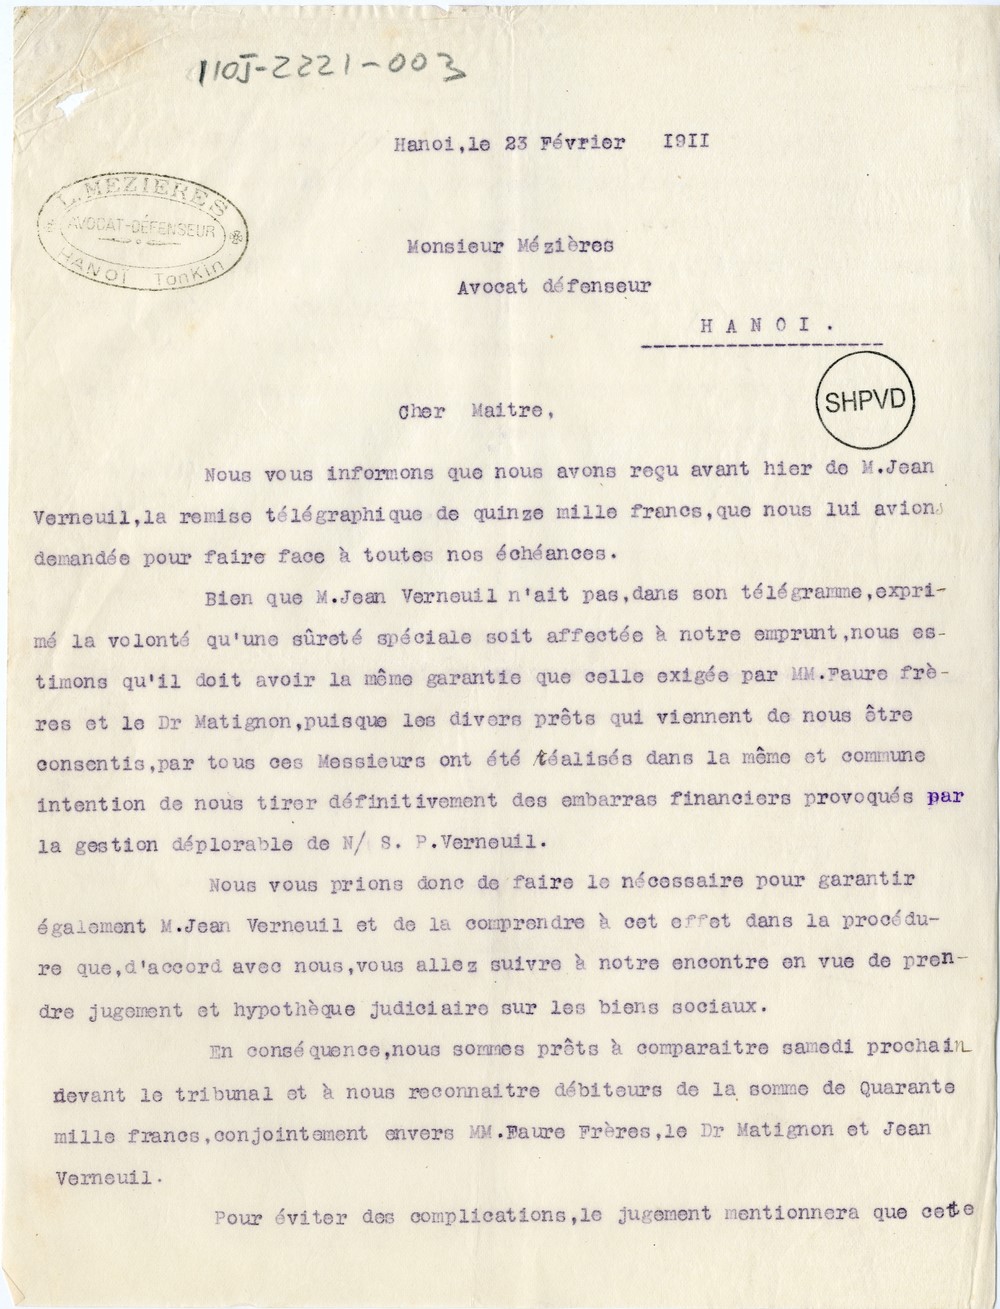 110J-2221-003
Hanoi,le 23 Février 1911
L. MEZIERES
AVOCAT-DÉFENSEUR
HANOÏ TonKin
Monsieur Mézières
Avocat défenseur
HANOI.
SHPVD
Cher Maitre,
Nous vous informons que nous avons reçu avant hier de M.Jean
Verneuil,la remise télégraphique de quinze mille francs,que nous lui avions
demandée pour faire face à toutes nos échéances.
Bien que M.Jean Verneuil n'ait pas,dans son télégramme,expri-
mé la volonté qu'une sûreté spéciale soit affectée à notre emprunt,nous es-
timons qu'il doit avoir la même garantie que celle exigée par MM.Faure frè-
res et le Dr Matignon,puisque les divers prêts qui viennent de nous être
consentis,par tous ces Messieurs ont été téalisés dans la même et commune
intention de nous tirer définitivement des embarras financiers provoqués par
la gestion déplorable de N/ S. P.Verneuil.
Nous vous prions donc de faire le nécessaire pour garantir
également M.Jean Verneuil et de la comprendre à cet effet dans la procédu-
re que,d'accord avec nous,vous allez suivre à notre encontre en vue de pren-
dre jugement et hypothèque judiciaire sur les biens sociaux.
En conséquence,nous sommes prêts à comparaitre samedi prochain
devant le tribunal et à nous reconnaitre débiteurs de la somme de Quarante
mille francs,conjointement envers MM.Faure Frères,le Dr Matignon et Jean
Verneuil.
Pour éviter des complications,le jugement mentionnera que cette